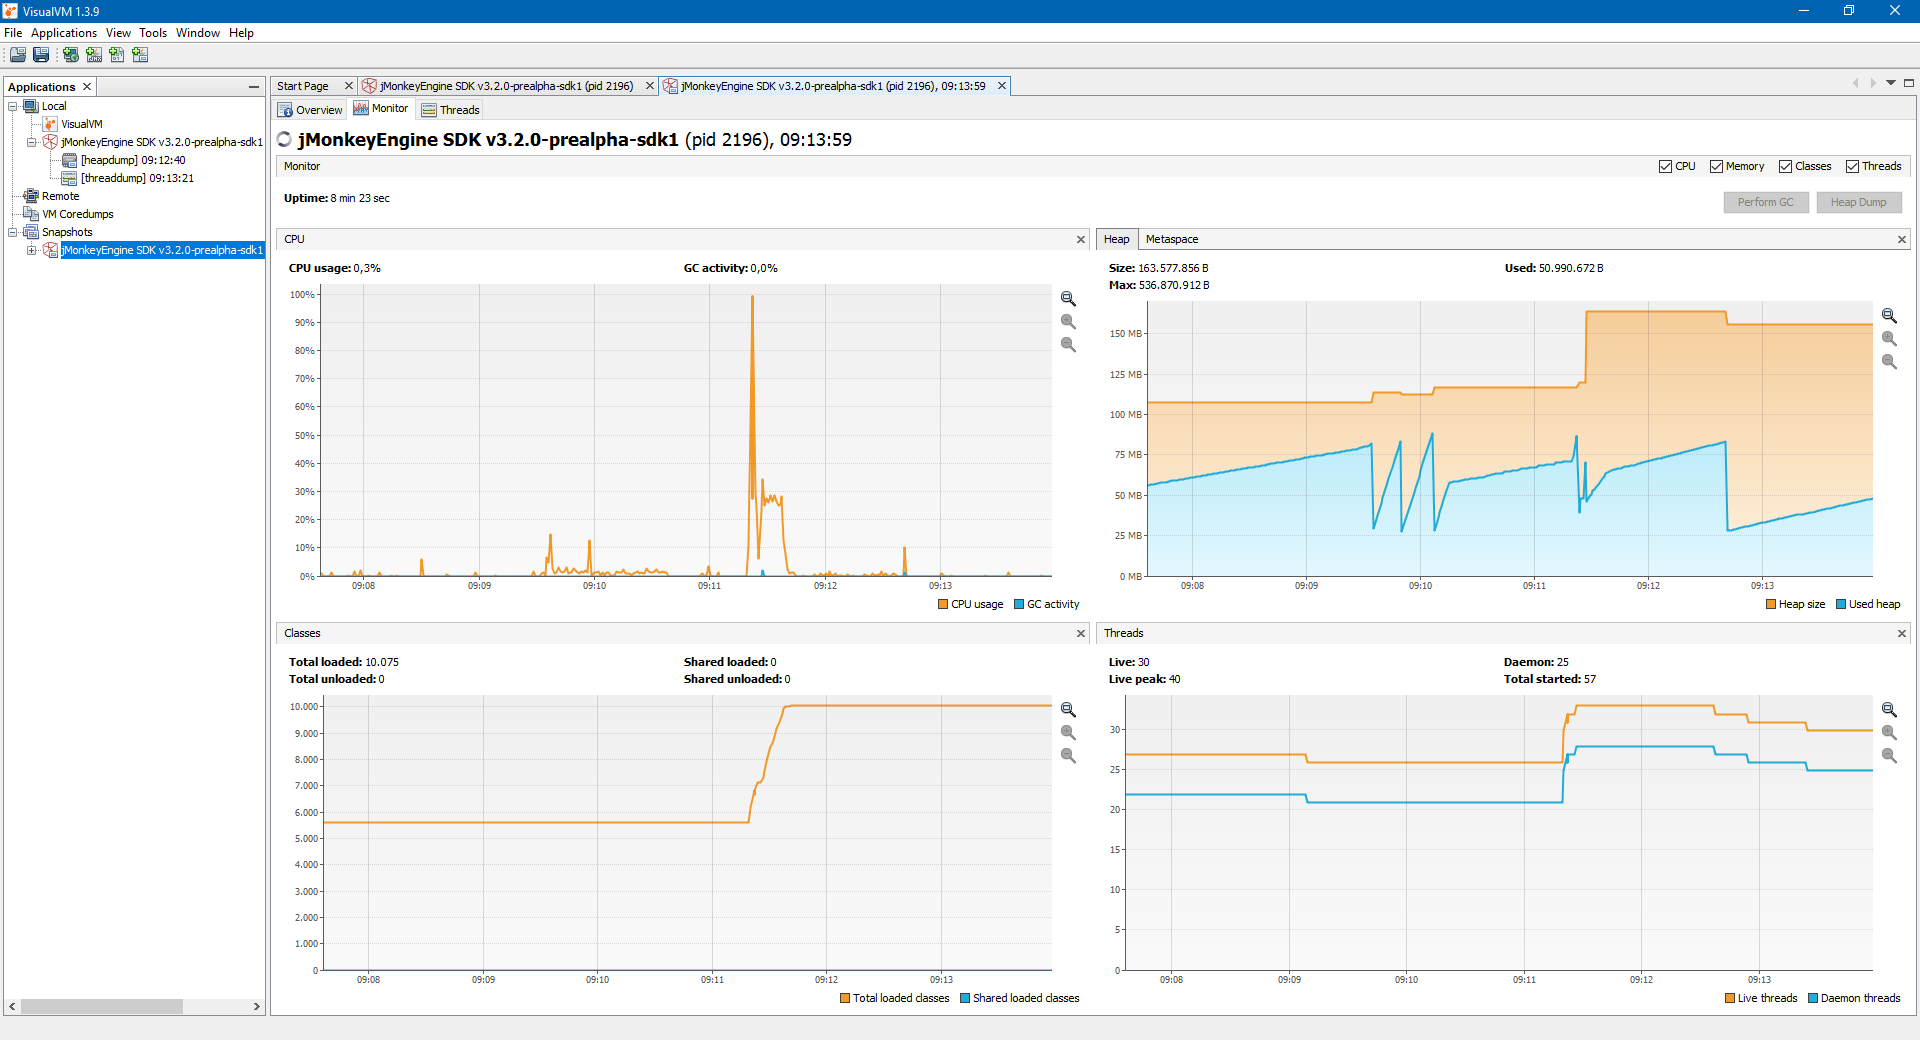 VisualVM 1.3.9
File Applications View Tools Window Help
Applications
Local
VisualVM
jMonkeyEngine SDK v3.2.0-prealpha-sdk1
[heapdump] 09:12:40
[threaddump] 09:13:21
Remote
VM Coredumps
Snapshots
jMonkeyEngine SDK v3.2.0-prealpha-sdk1
Start Page jMonkeyEngine SDK v3.2.0-prealpha-sdk1 (pid 2196) jMonkeyEngine SDK v3.2.0-prealpha-sdk1 (pid 2196), 09:13:59
Overview Monitor Threads
jMonkeyEngine SDK v3.2.0-prealpha-sdk1 (pid 2196), 09:13:59
Monitor CPU Memory Classes Threads
Uptime: 8 min 23 sec
Perform GC Heap Dump
CPU
CPU usage: 0,3% GC activity: 0,0%
100%
90%
80%
70%
60%
50%
40%
30%
20%
10%
0%
09:08 09:09 09:10 09:11 09:12 09:13
CPU usage GC activity
Heap Metaspace
Size: 163.577.856 B Used: 50.990.672 B
Max: 536.870.912 B
150 MB
125 MB
100 MB
75 MB
50 MB
25 MB
0 MB
09:08 09:09 09:10 09:11 09:12 09:13
Heap size Used heap
Classes
Total loaded: 10.075 Shared loaded: 0
Total unloaded: 0 Shared unloaded: 0
10.000
9.000
8.000
7.000
6.000
5.000
4.000
3.000
2.000
1.000
0
09:08 09:09 09:10 09:11 09:12 09:13
Total loaded classes Shared loaded classes
Threads
Live: 30 Daemon: 25
Live peak: 40 Total started: 57
30
25
20
15
10
5
0
09:08 09:09 09:10 09:11 09:12 09:13
Live threads Daemon threads